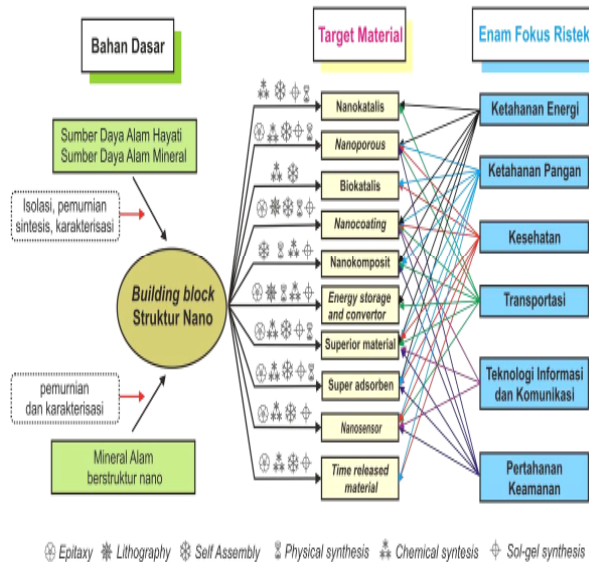 Bahan Dasar
Target Material
Enam Fokus Ristek
Sumber Daya Alam Hayati
Sumber Daya Alam Mineral
Isolasi, pemurnian
sintesis, karakterisasi
Building block
Struktur Nano
pemurnian
dan karakterisasi
Mineral Alam
berstruktur nano
Nanokatalis
Nanoporous
Biokatalis
Nanocoating
Nanokomposit
Energy storage
and convertor
Superior material
Super adsorben
Nanosensor
Time released
material
Ketahanan Energi
Ketahanan Pangan
Kesehatan
Transportasi
Teknologi Informasi
dan Komunikasi
Pertahanan
Keamanan
Epitaxy Lithography Self Assembly Physical synthesis Chemical syntesis Sol-gel synthesis